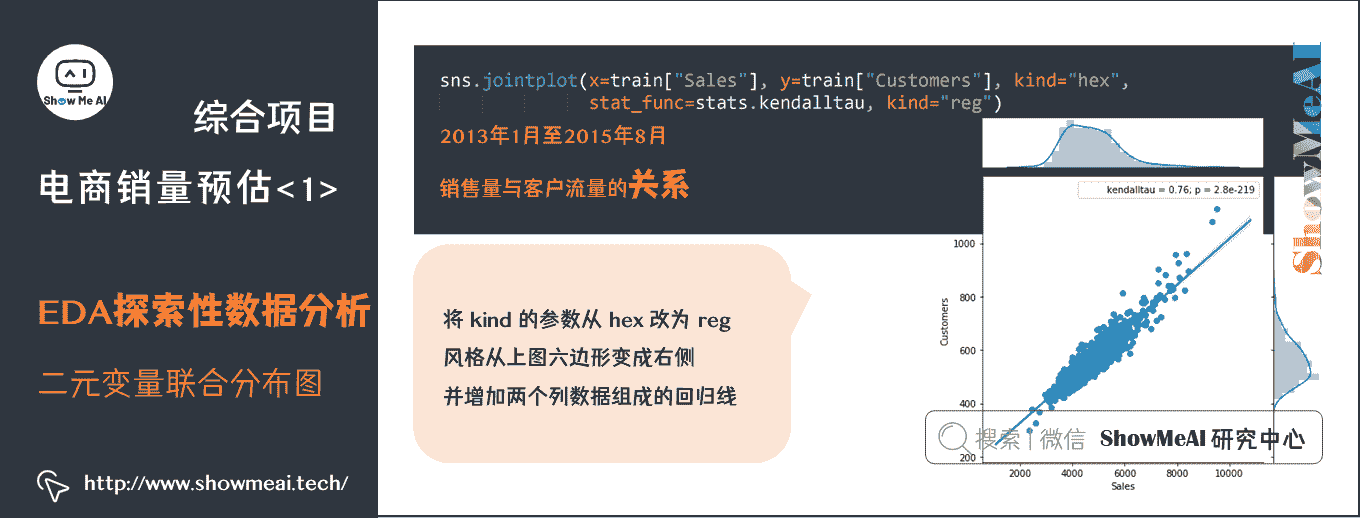 Show Me AI
综合项目
电商销量预估<1>
EDA探索性数据分析
二元变量联合分布图
http://www.showmeai.tech/
sns.jointplot(x=train["Sales"], y=train["Customers"], kind="hex",
stat_func=stats.kendalltau, kind="reg")
2013年1月至2015年8月
销售量与客户流量的关系
将 kind 的参数从 hex 改为 reg
风格从上图六边形变成右侧
并增加两个列数据组成的回归线
kendalltau = 0.76; p = 2.8e-219
1000
800
600
400
200
Customers
2000 4000 6000 8000 10000
Sales
搜索 | 微信 ShowMeAI 研究中心
ShowMeAI